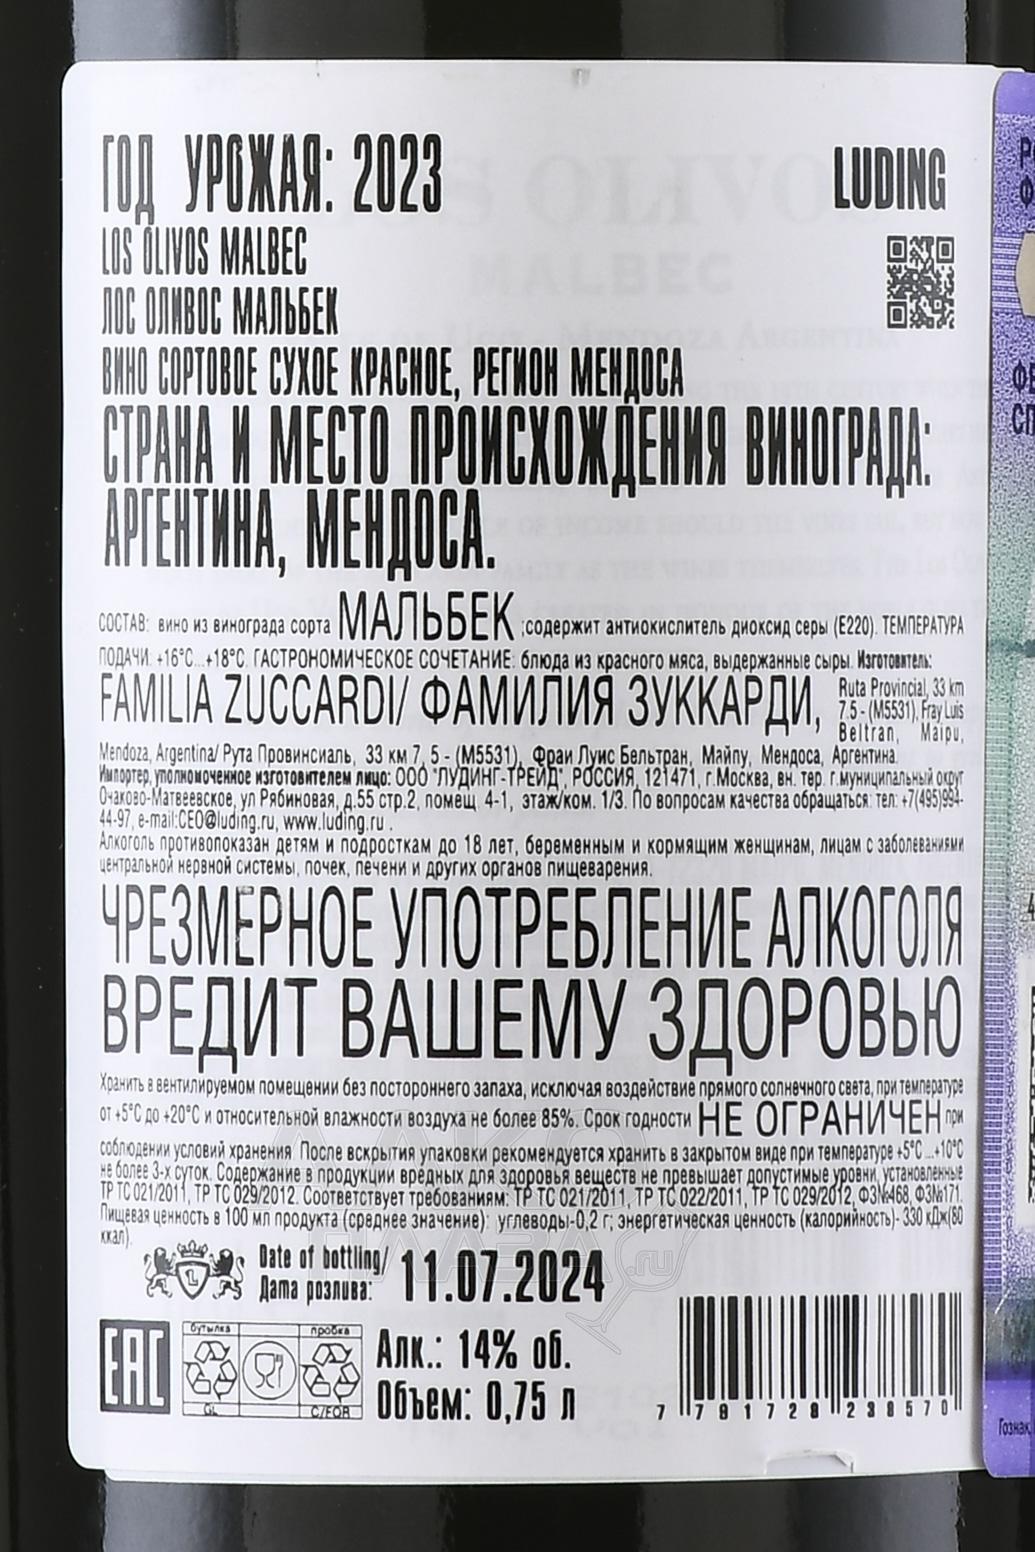 ГОД УРОЖАЯ: 2023
LUDING
LOS OLIVOS MALBEC
ЛОС ОЛИВОС МАЛЬБЕК
ВИНО СОРТОВОЕ СУХОЕ КРАСНОЕ, РЕГИОН МЕНДОСА
СТРАНА И МЕСТО ПРОИСХОЖДЕНИЯ ВИНОГРАДА:
АРГЕНТИНА, МЕНДОСА.
СОСТАВ: вино из винограда сорта МАЛЬБЕК ;содержит антиокислитель диоксид серы (Е220). ТЕМПЕРАТУРА
ПОДАЧИ: +16°С...+18°С. ГАСТРОНОМИЧЕСКОЕ СОЧЕТАНИЕ: блюда из красного мяса, выдержанные сыры. Изготовитель:
FAMILIA ZUCCARDI/ ФАМИЛИЯ ЗУККАРДИ, Ruta Provincial, 33 km
7.5 - (M5531), Fray Luis
Beltran, Maipu,
Mendoza, Argentina/ Рута Провинсиаль, 33 км 7, 5 - (М5531), Фраи Луис Бельтран, Майпу, Мендоса, Аргентина.
Импортер, уполномоченное изготовителем лицо: ООО "ЛУДИНГ-ТРЕЙД", РОССИЯ, 121471, г.Москва, вн. тер. г.муниципальный округ
Очаково-Матвеевское, ул Рябиновая, д.55 стр.2, помещ. 4-1, этаж/ком. 1/3. По вопросам качества обращаться: тел: +7(495)994-
44-97, e-mail:CEO@luding.ru, www.luding.ru .
Алкоголь противопоказан детям и подросткам до 18 лет, беременным и кормящим женщинам, лицам с заболеваниями
центральной нервной системы, почек, печени и других органов пищеварения.
ЧРЕЗМЕРНОЕ УПОТРЕБЛЕНИЕ АЛКОГОЛЯ
ВРЕДИТ ВАШЕМУ ЗДОРОВЬЮ
Хранить в вентилируемом помещении без постороннего запаха, исключая воздействие прямого солнечного света, при температуре
от +5°С до +20°С и относительной влажности воздуха не более 85%. Срок годности НЕ ОГРАНИЧЕН при
соблюдении условий хранения. После вскрытия упаковки рекомендуется хранить в закрытом виде при температуре +5°С ...+10°С
не более 3-х суток. Содержание в продукции вредных для здоровья веществ не превышает допустимые уровни, установленные
ТР ТС 021/2011, ТР ТС 029/2012. Соответствует требованиям: ТР ТС 021/2011, ТР ТС 022/2011, ТР ТС 029/2012, ФЗ№468, ФЗ№171.
Пищевая ценность в 100 мл продукта (среднее значение): углеводы-0,2 г; энергетическая ценность (калорийность)- 330 кДж(80
ккал).
Date of bottling/
Дата розлива: 11.07.2024
EAC
бутылка пробка
GL C/FOR
Алк.: 14% об.
Объем: 0,75 л
7 791728 238570